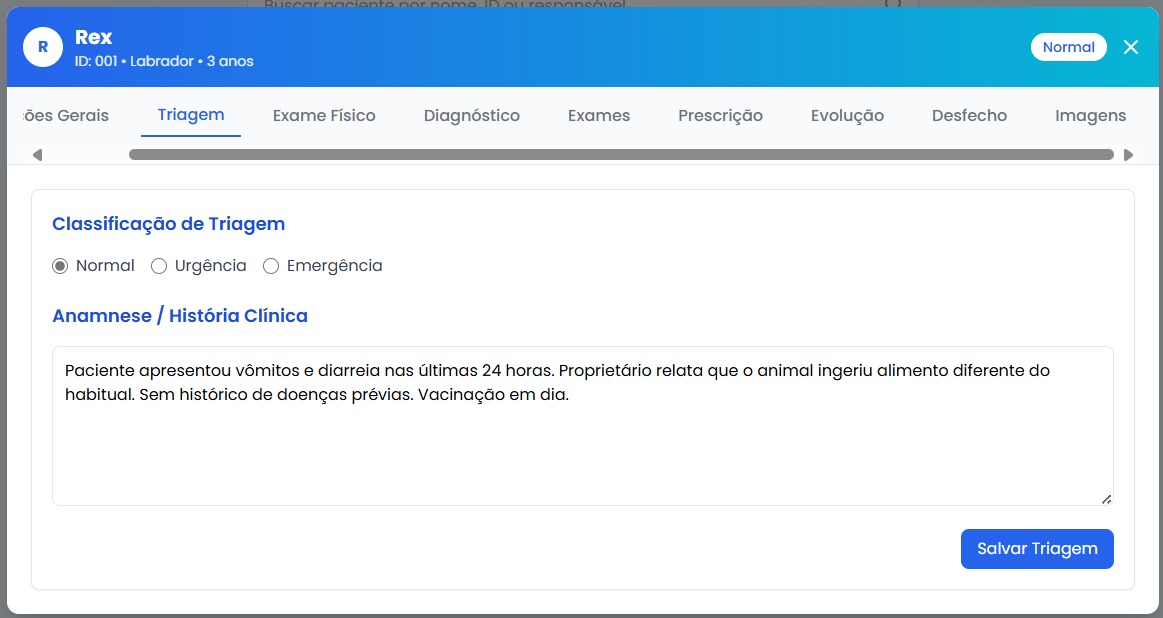 Buscar paciente por nome, ID ou responsável
R
Rex
ID: 001 • Labrador • 3 anos
Normal
ões Gerais
Triagem
Exame Físico
Diagnóstico
Exames
Prescrição
Evolução
Desfecho
Imagens
Classificação de Triagem
Normal
Urgência
Emergência
Anamnese / História Clínica
Paciente apresentou vômitos e diarreia nas últimas 24 horas. Proprietário relata que o animal ingeriu alimento diferente do
habitual. Sem histórico de doenças prévias. Vacinação em dia.
Salvar Triagem